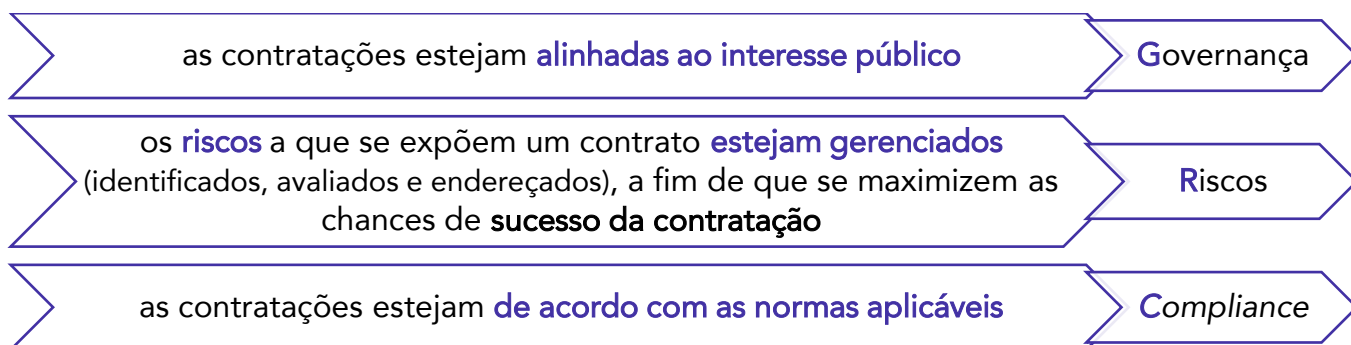 as contratações estejam alinhadas ao interesse público
Governança
os riscos a que se expõem um contrato estejam gerenciados
(identificados, avaliados e endereçados), a fim de que se maximizem as
chances de sucesso da contratação
Riscos
as contratações estejam de acordo com as normas aplicáveis
Compliance